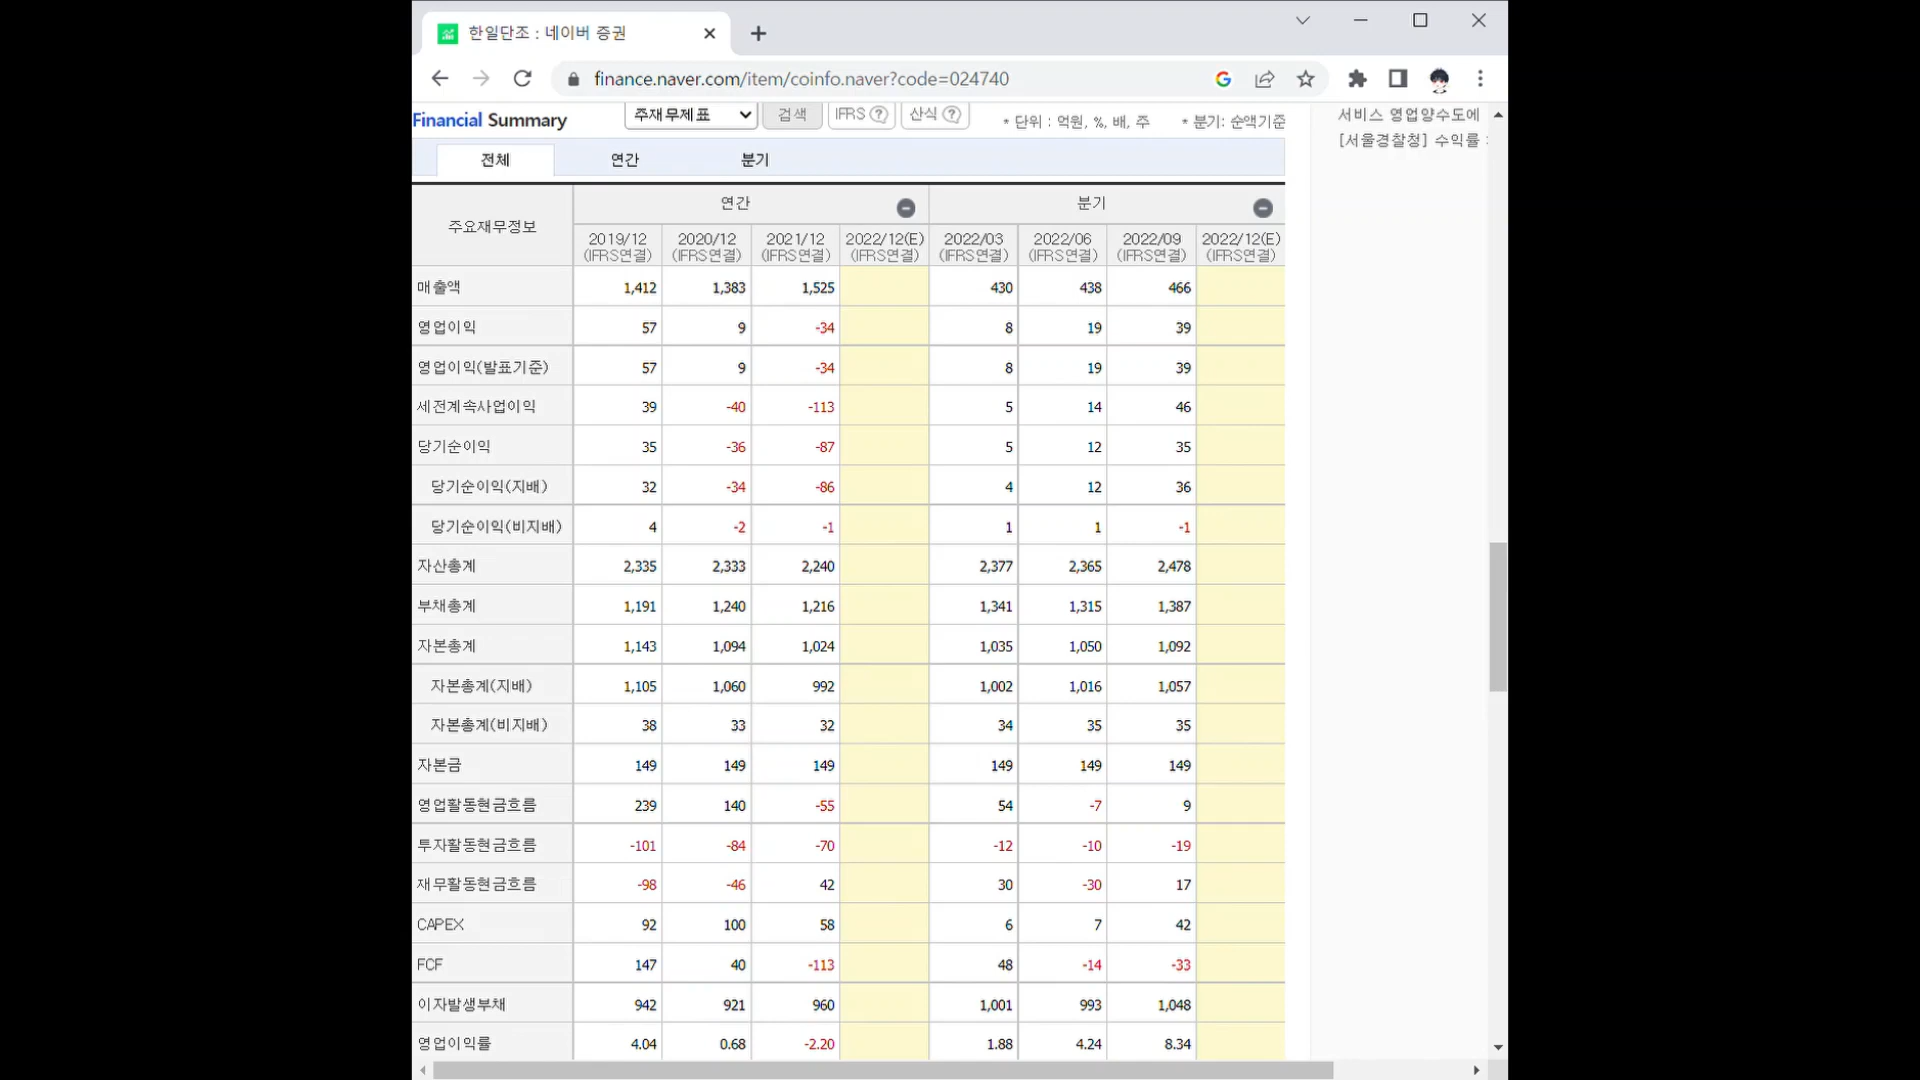 한일단조 : 네이버 증권
finance.naver.com/item/coinfo.naver?code=024740
Financial Summary 주재무제표 검색 IFRS ? 산식 ? * 단위 : 억원, %, 배, 주 * 분기: 순액기준
서비스 영업양수도에
[서울경찰청] 수익률
전체 연간 분기
주요재무정보 연간 분기
2019/12 2020/12 2021/12 2022/12(E) 2022/03 2022/06 2022/09 2022/12(E)
(IFRS연결) (IFRS연결) (IFRS연결) (IFRS연결) (IFRS연결) (IFRS연결) (IFRS연결) (IFRS연결)
매출액 1,412 1,383 1,525 430 438 466
영업이익 57 9 -34 8 19 39
영업이익(발표기준) 57 9 -34 8 19 39
세전계속사업이익 39 -40 -113 5 14 46
당기순이익 35 -36 -87 5 12 35
당기순이익(지배) 32 -34 -86 4 12 36
당기순이익(비지배) 4 -2 -1 1 1 -1
자산총계 2,335 2,333 2,240 2,377 2,365 2,478
부채총계 1,191 1,240 1,216 1,341 1,315 1,387
자본총계 1,143 1,094 1,024 1,035 1,050 1,092
자본총계(지배) 1,105 1,060 992 1,002 1,016 1,057
자본총계(비지배) 38 33 32 34 35 35
자본금 149 149 149 149 149 149
영업활동현금흐름 239 140 -55 54 -7 9
투자활동현금흐름 -101 -84 -70 -12 -10 -19
재무활동현금흐름 -98 -46 42 30 -30 17
CAPEX 92 100 58 6 7 42
FCF 147 40 -113 48 -14 -33
이자발생부채 942 921 960 1,001 993 1,048
영업이익률 4.04 0.68 -2.20 1.88 4.24 8.34